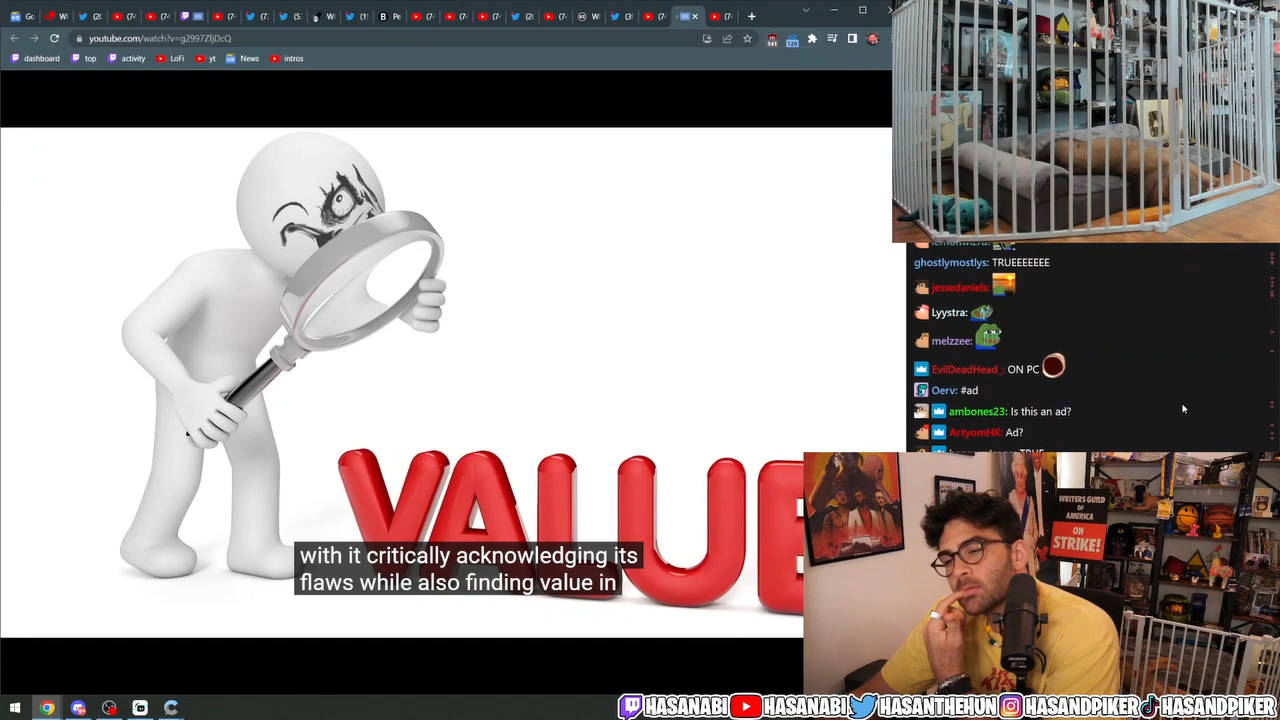 youtube.com/watch?v=g2997ZfjDcQ
141
120
dashboard
top
activity
LoFi
yt
News
intros
ghostlymostlys: TRUEEEEEEE
jessedaniels:
Lyystra:
melzzee:
EvilDeadHead_: ON PC
Oerv: #ad
ambones23: Is this an ad?
ArtyomHK: Ad?
VALUE
with it critically acknowledging its
flaws while also finding value in
WRITERS GUILD
OF
AMERICA
ON
STRIKE!
HASANABI
HASANABI
HASANTHEHUN
HASANDPIKER
HASANDPIKER